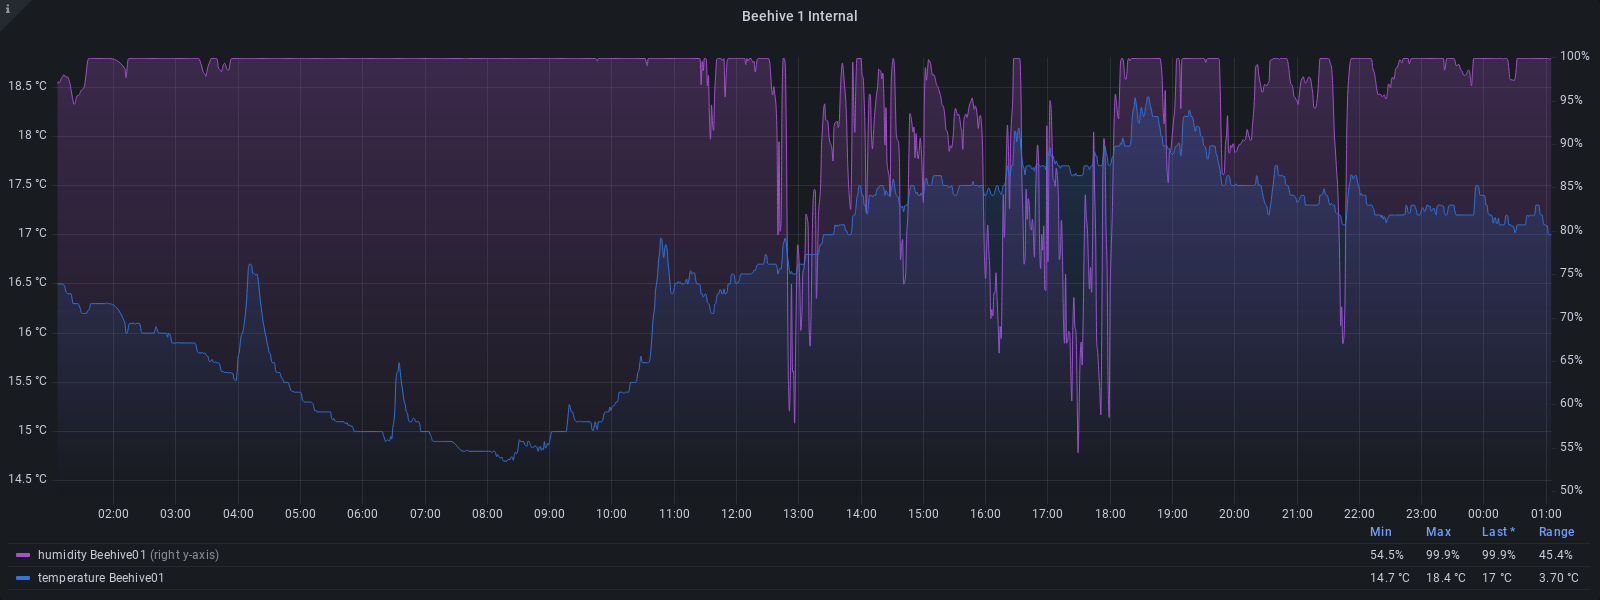 i
Beehive 1 Internal
18.5 °C
18 °C
17.5 °C
17 °C
16.5 °C
16 °C
15.5 °C
15 °C
14.5 °C
100%
95%
90%
85%
80%
75%
70%
65%
60%
55%
50%
02:00 03:00 04:00 05:00 06:00 07:00 08:00 09:00 10:00 11:00 12:00 13:00 14:00 15:00 16:00 17:00 18:00 19:00 20:00 21:00 22:00 23:00 00:00 01:00
Min Max Last * Range
humidity Beehive01 (right y-axis) 54.5% 99.9% 99.9% 45.4%
temperature Beehive01 14.7 °C 18.4 °C 17 °C 3.70 °C